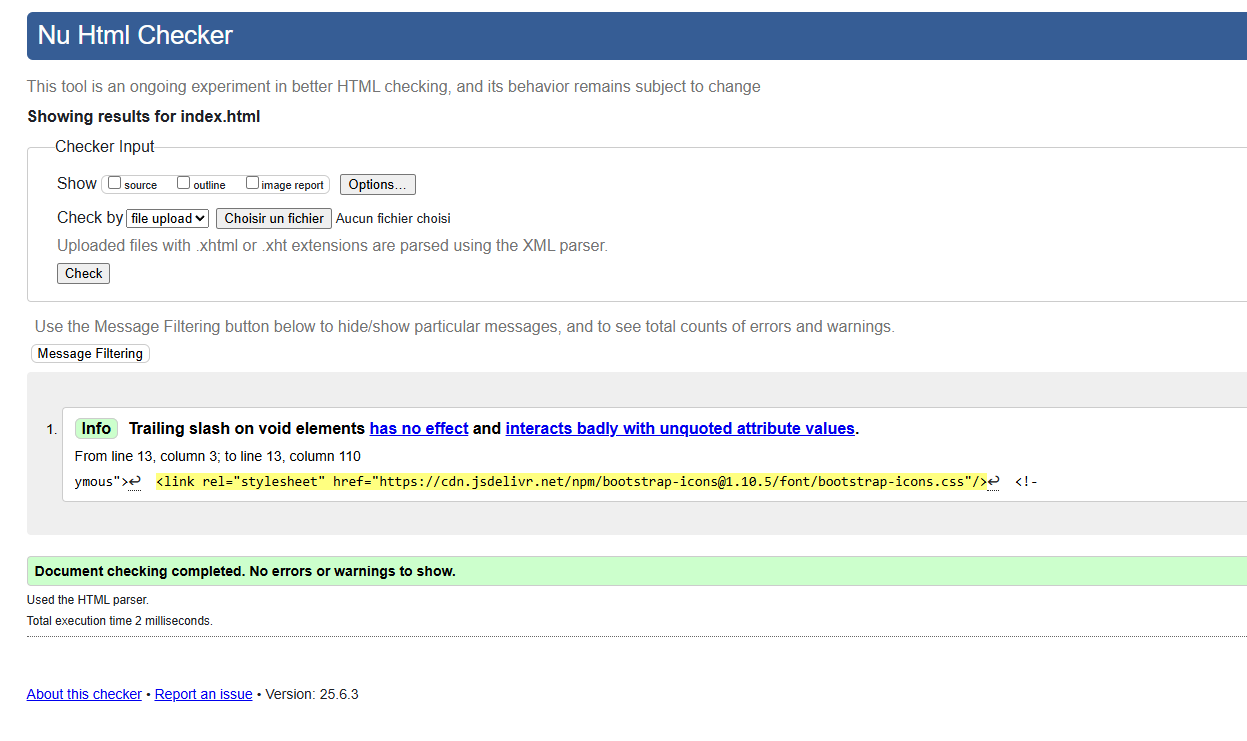 Nu Html Checker
This tool is an ongoing experiment in better HTML checking, and its behavior remains subject to change
Showing results for index.html
Checker Input
Show source outline image report Options...
Check by file upload Choisir un fichier Aucun fichier choisi
Uploaded files with .xhtml or .xht extensions are parsed using the XML parser.
Check
Use the Message Filtering button below to hide/show particular messages, and to see total counts of errors and warnings.
Message Filtering
1. Info Trailing slash on void elements has no effect and interacts badly with unquoted attribute values.
From line 13, column 3; to line 13, column 110
ymous">↩ <link rel="stylesheet" href="https://cdn.jsdelivr.net/npm/bootstrap-icons@1.10.5/font/bootstrap-icons.css"/>↩ <!-
Document checking completed. No errors or warnings to show.
Used the HTML parser.
Total execution time 2 milliseconds.
About this checker • Report an issue • Version: 25.6.3